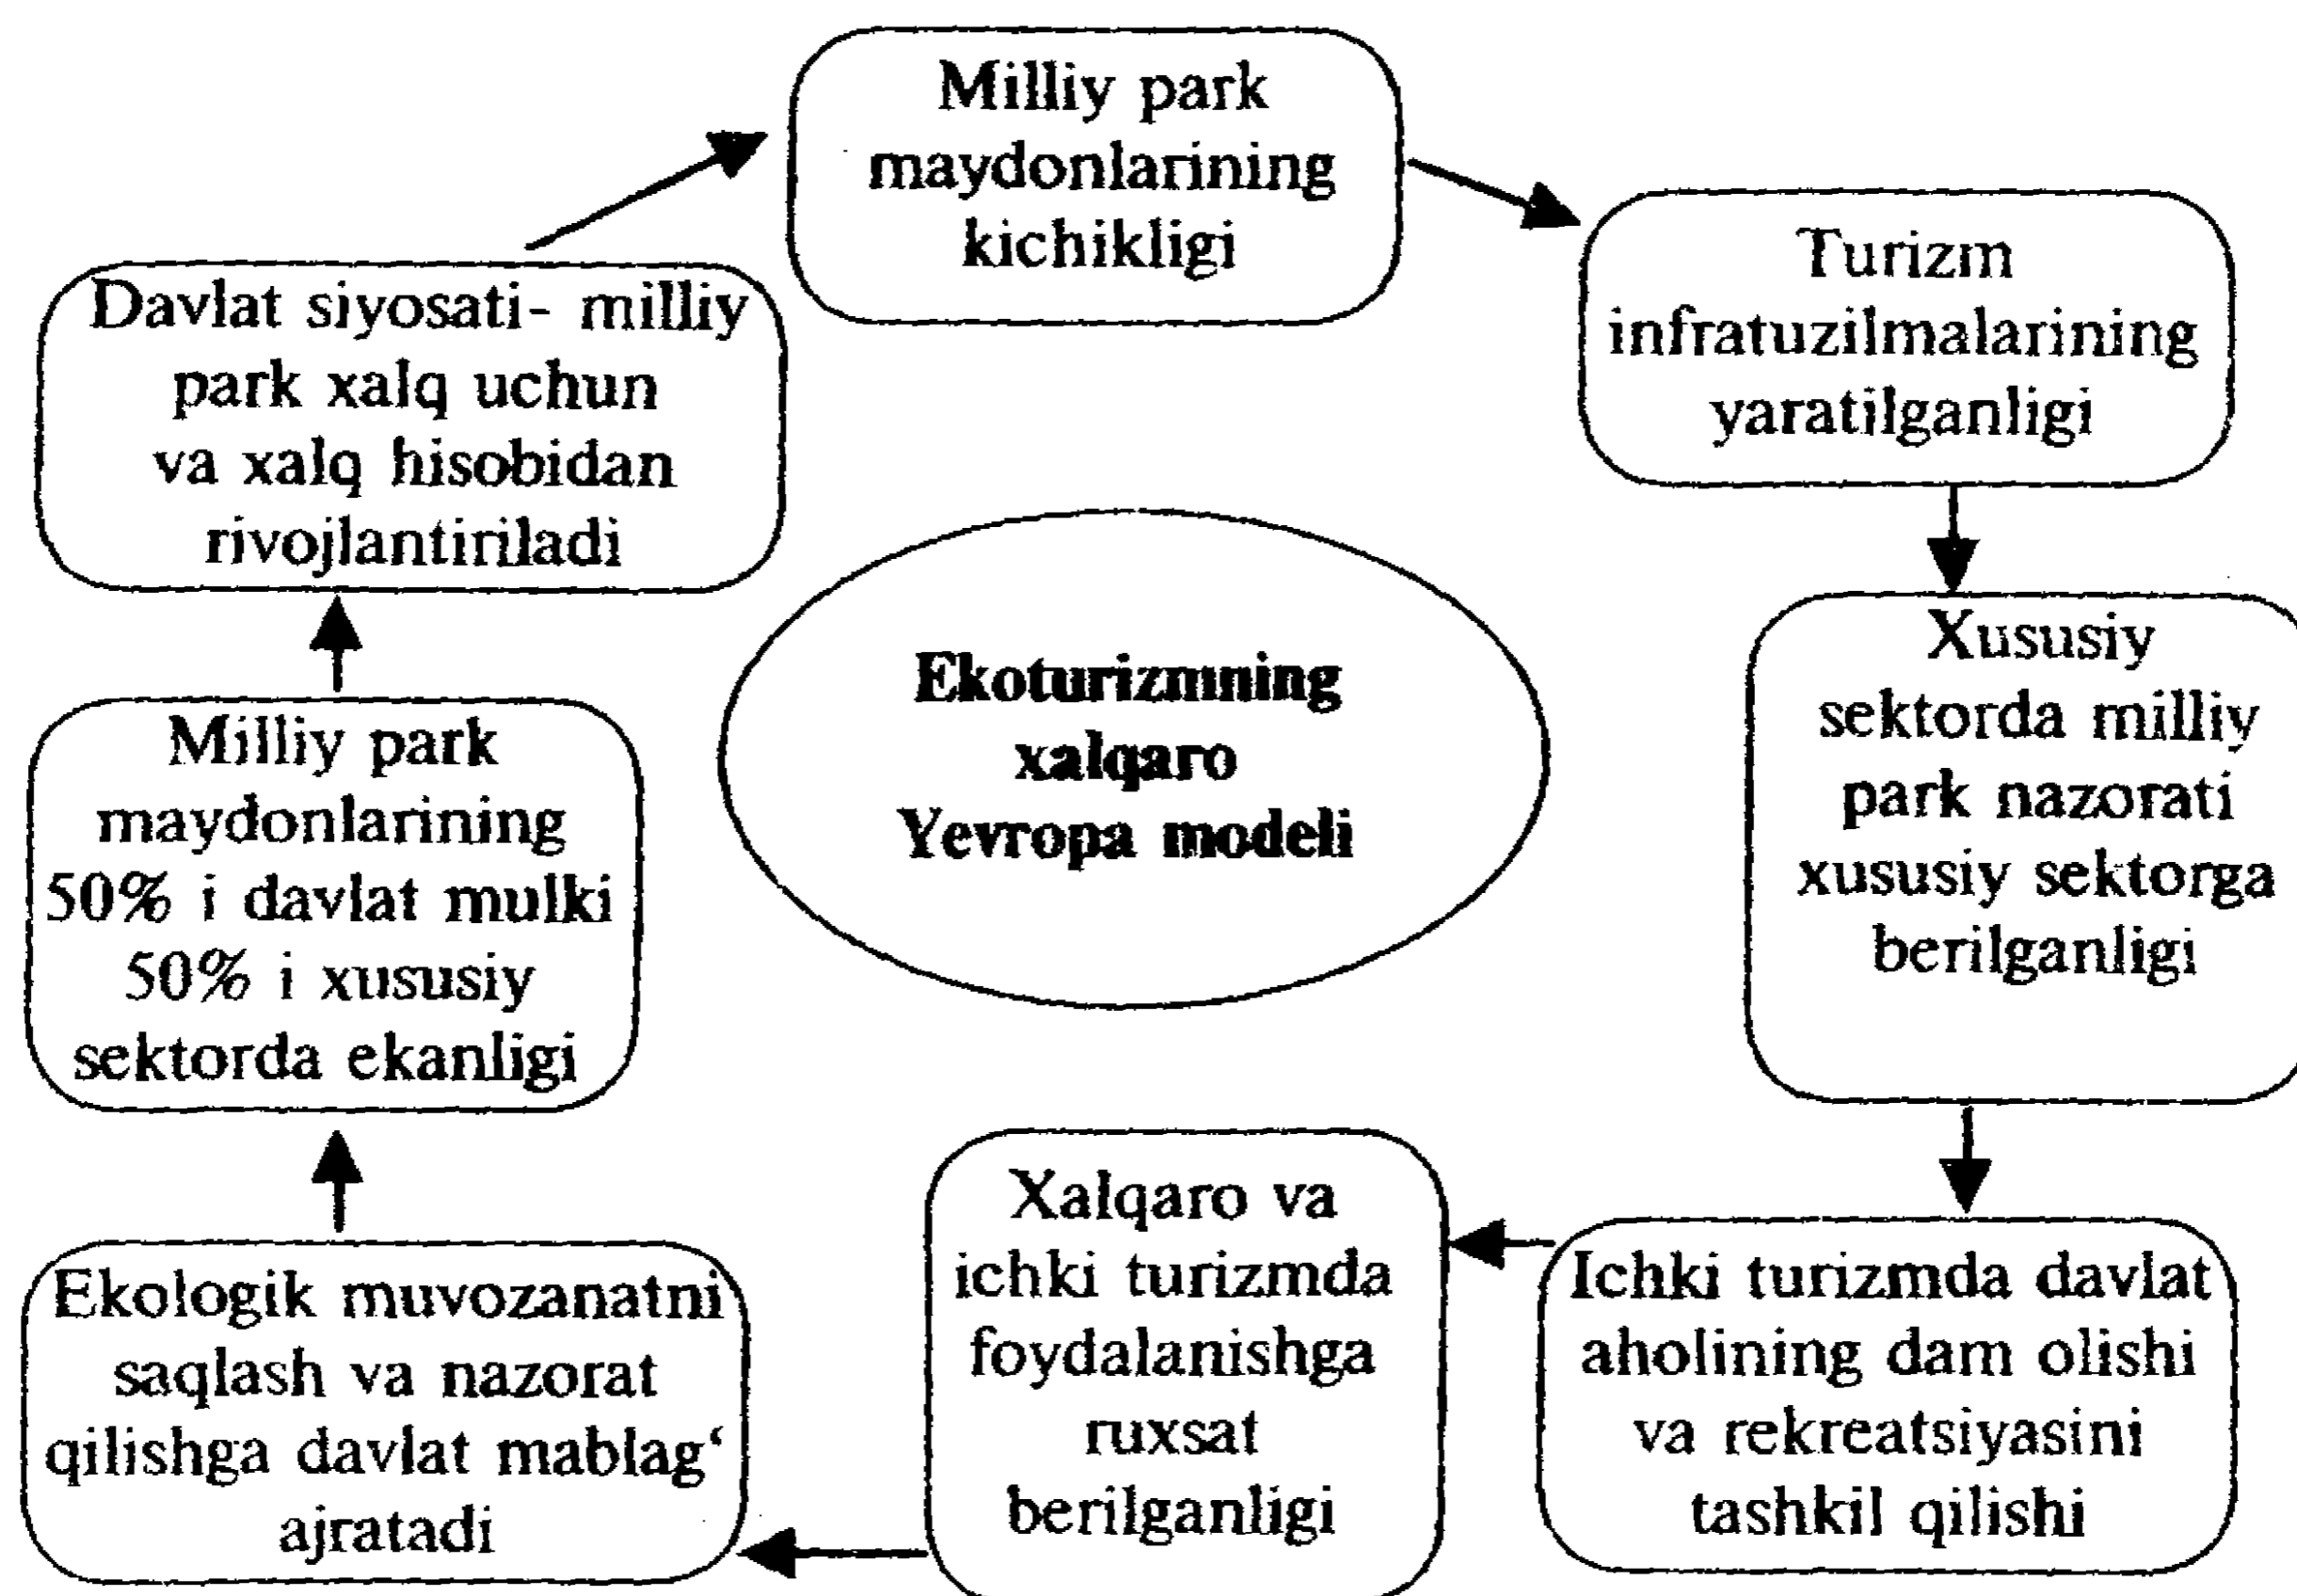 Milliy park
maydonlarining
kichikligi
Turizm
infratuzilmalarining
yaratilganligi
Xususiy
sektorda milliy
park nazorati
xususiy sektorga
berilganligi
Ichki turizmda davlat
aholining dam olishi
va rekreatsiyasini
tashkil qilishi
Xalqaro va
ichki turizmda
foydalanishga
ruxsat
berilganligi
Ekologik muvozanatni
saqlash va nazorat
qilishga davlat mablag‘
ajratadi
Milliy park
maydonlarining
50% i davlat mulki
50% i xususiy
sektorda ekanligi
Davlat siyosati- milliy
park xalq uchun
va xalq hisobidan
rivojlantiriladi
Ekoturizmning
xalqaro
Yevropa modeli